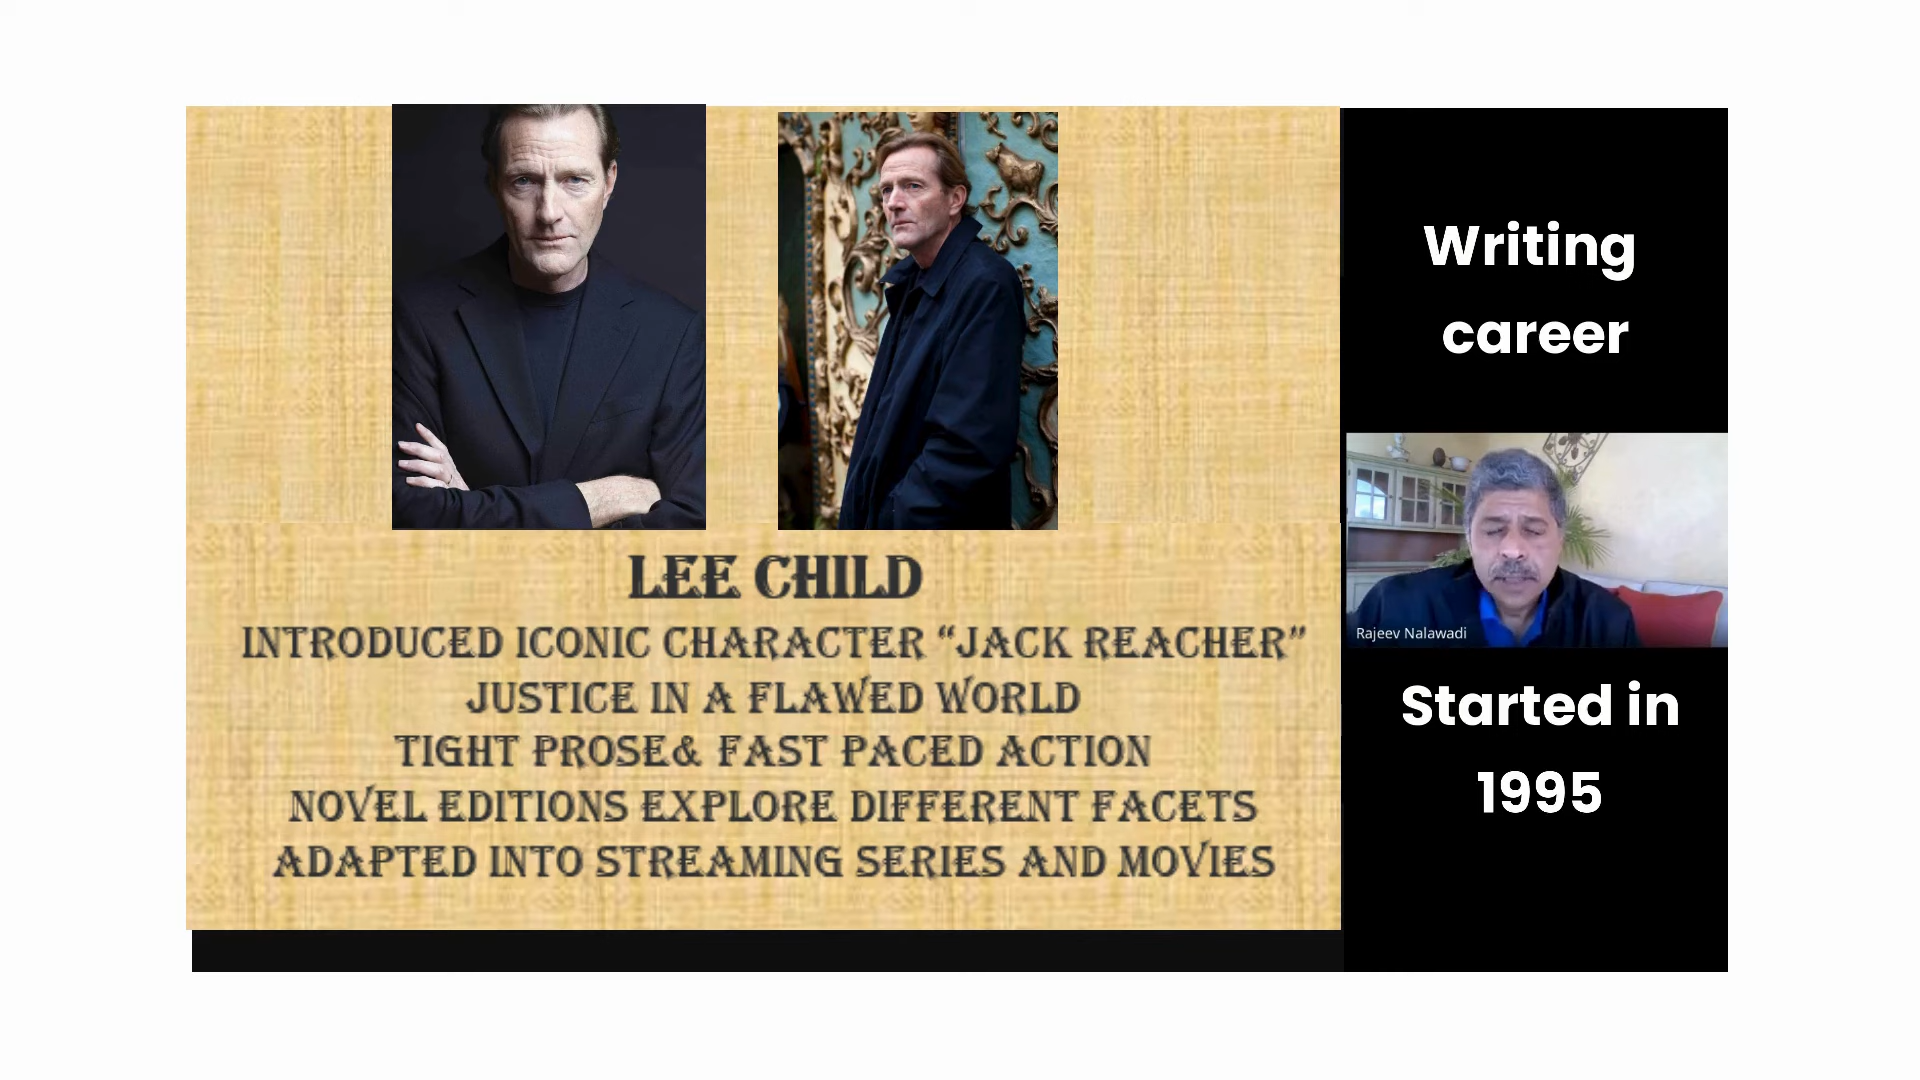 LEE CHILD
INTRODUCED ICONIC CHARACTER “JACK REACHER”
JUSTICE IN A FLAWED WORLD
TIGHT PROSE& FAST PACED ACTION
NOVEL EDITIONS EXPLORE DIFFERENT FACETS
ADAPTED INTO STREAMING SERIES AND MOVIES
Writing
career
Rajeev Nalawadi
Started in
1995